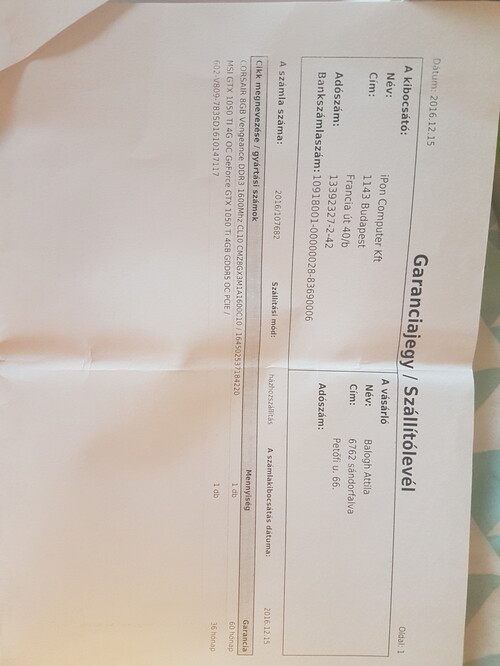 Dátum: 2016.12.15
Oldal: 1
Garanciajegy / Szállítólevél
A kibocsátó:
Név: iPon Computer Kft
Cím: 1143 Budapest
Francia út 40/b
Adószám: 13392327-2-42
Bankszámlaszám: 10918001-00000028-83690006
A vásárló
Név: Balogh Attila
Cím: 6762 sándorfalva
Petőfi u. 66.
Adószám:
A számla száma: 2016/107682 Szállítási mód: házhozszállítás A számlakibocsátás dátuma: 2016.12.15
Cikk megnevezése / gyártási számok Mennyiség Garancia
CORSAIR 8GB Vengeance DDR3 1600Mhz CL10 CMZ8GX3M1A1600C10 / 164502537184220 1 db 60 hónap
MSI GTX 1050 TI 4G OC GeForce GTX 1050 Ti 4GB GDDR5 OC PCIE / 1 db 36 hónap
602-V809-783SD1610147117